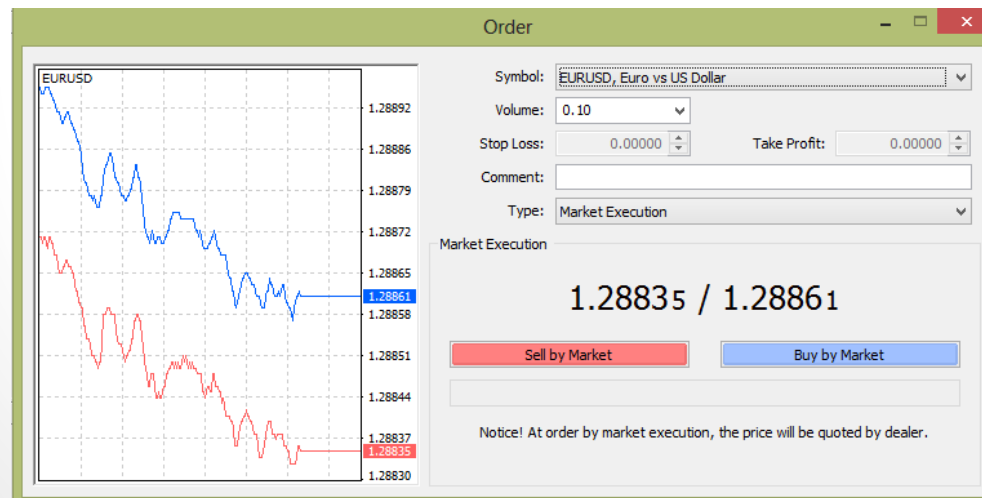 Order
EURUSD
1.28892
1.28886
1.28879
1.28872
1.28865
1.28861
1.28858
1.28851
1.28844
1.28837
1.28835
1.28830
Symbol: EURUSD, Euro vs US Dollar
Volume: 0.10
Stop Loss: 0.00000 Take Profit: 0.00000
Comment:
Type: Market Execution
Market Execution
1.28835 / 1.28861
Sell by Market Buy by Market
Notice! At order by market execution, the price will be quoted by dealer.